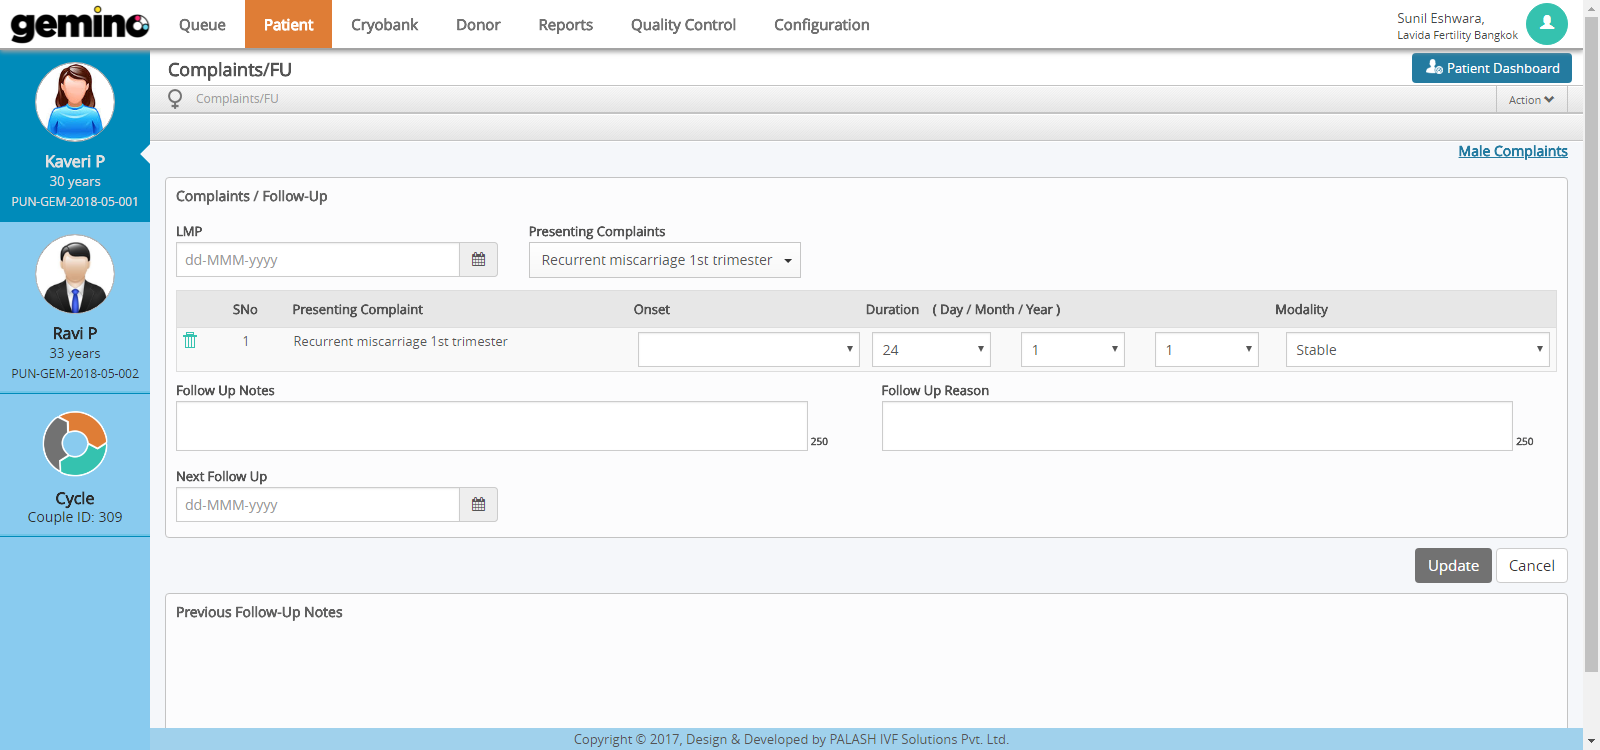 gemino
Queue Patient Cryobank Donor Reports Quality Control Configuration
Sunil Eshwara,
Lavida Fertility Bangkok
Kaveri P
30 years
PUN-GEM-2018-05-001
Ravi P
33 years
PUN-GEM-2018-05-002
Cycle
Couple ID: 309
Complaints/FU
Patient Dashboard
Complaints/FU
Action
Male Complaints
Complaints / Follow-Up
LMP Presenting Complaints
dd-MMM-yyyy Recurrent miscarriage 1st trimester
SNo Presenting Complaint Onset Duration ( Day / Month / Year ) Modality
1 Recurrent miscarriage 1st trimester 24 1 1 Stable
Follow Up Notes Follow Up Reason
250 250
Next Follow Up
dd-MMM-yyyy
Update Cancel
Previous Follow-Up Notes
Copyright © 2017, Design & Developed by PALASH IVF Solutions Pvt. Ltd.